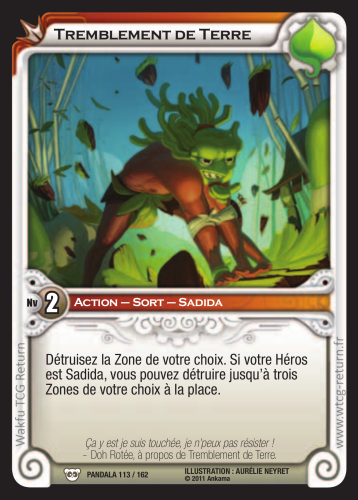 Tremblement de Terre
Nv 2
Action – Sort – Sadida
Détruisez la Zone de votre choix. Si votre Héros
est Sadida, vous pouvez détruire jusqu'à trois
Zones de votre choix à la place.
Ça y est je suis touchée, je n'peux pas résister !
- Doh Rotée, à propos de Tremblement de Terre.
PANDALA 113 / 162
ILLUSTRATION : AURÉLIE NEYRET
© 2011 Ankama
Wakfu TCG Return
www.wtcg-return.fr